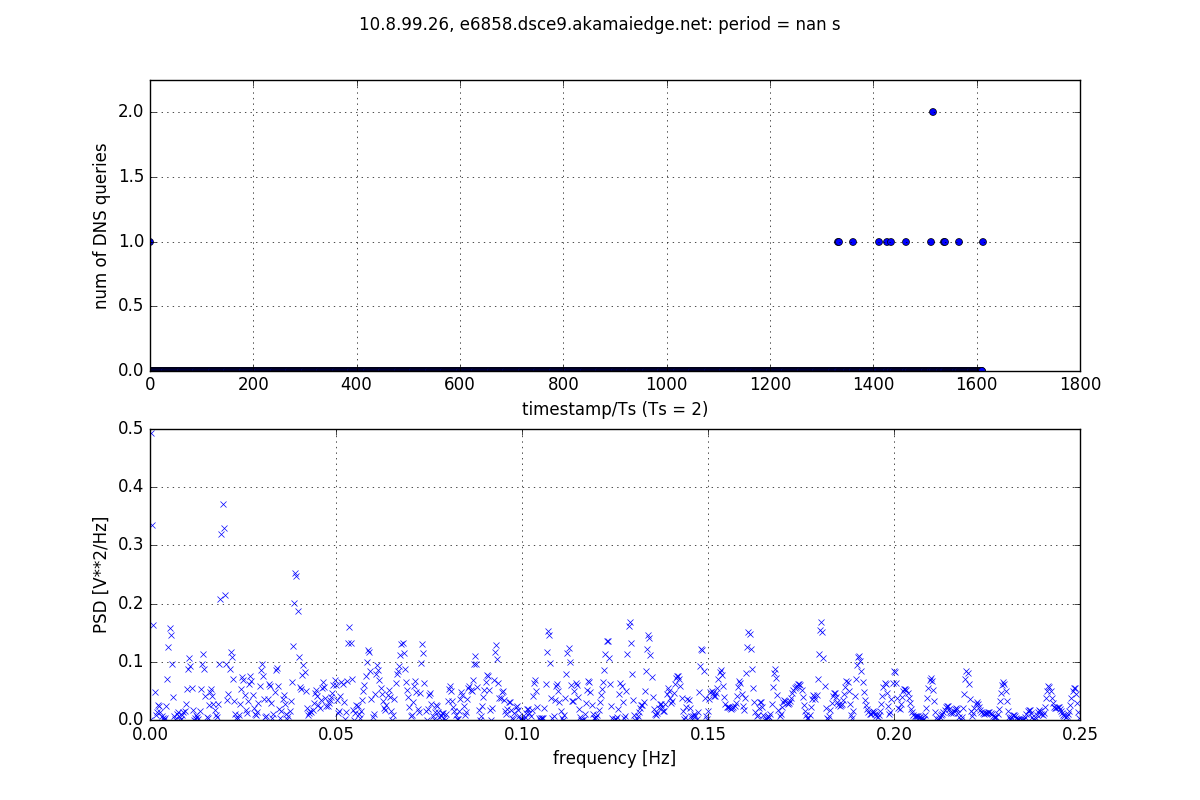 10.8.99.26, e6858.dsce9.akamaiedge.net: period = nan s
2.0
1.5
1.0
0.5
0.0
num of DNS queries
0 200 400 600 800 1000 1200 1400 1600 1800
timestamp/Ts (Ts = 2)
0.5
0.4
0.3
0.2
0.1
0.0
PSD [V**2/Hz]
0.00 0.05 0.10 0.15 0.20 0.25
frequency [Hz]